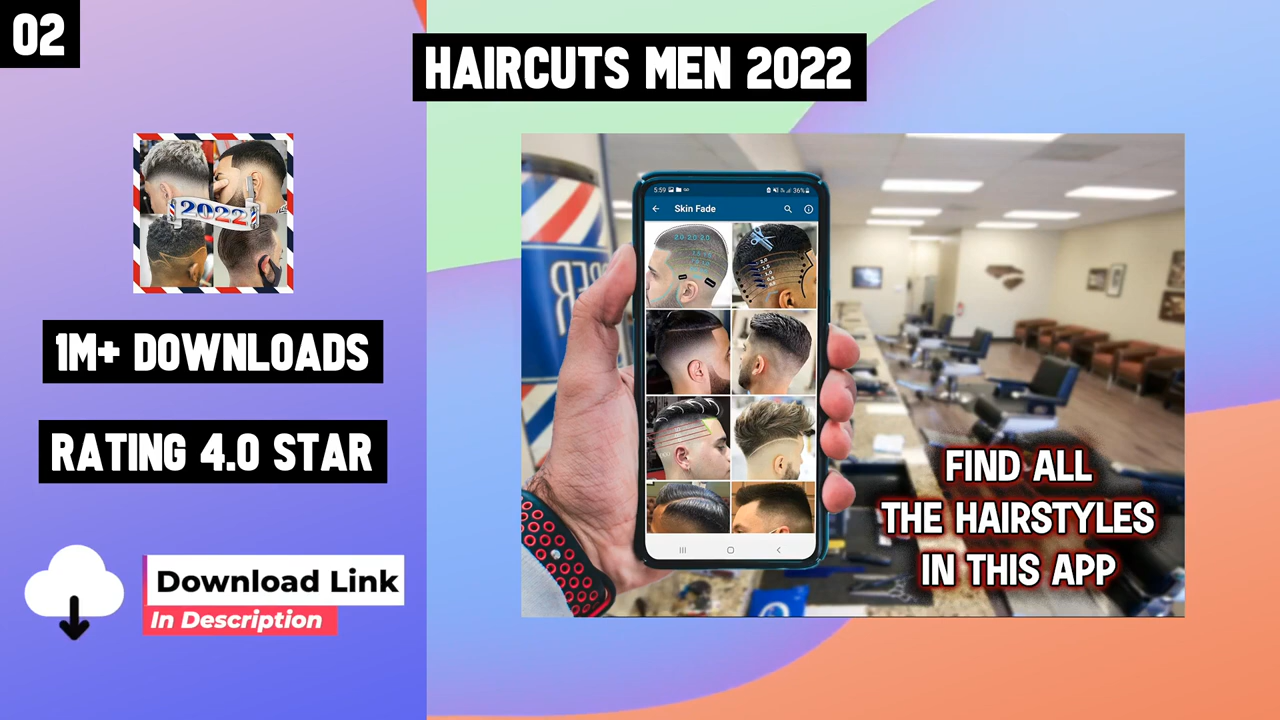 02
HAIRCUTS MEN 2022
2022
1M+ DOWNLOADS
RATING 4.0 STAR
Download Link
In Description
5:59
36%
Skin Fade
FIND ALL
THE HAIRSTYLES
IN THIS APP